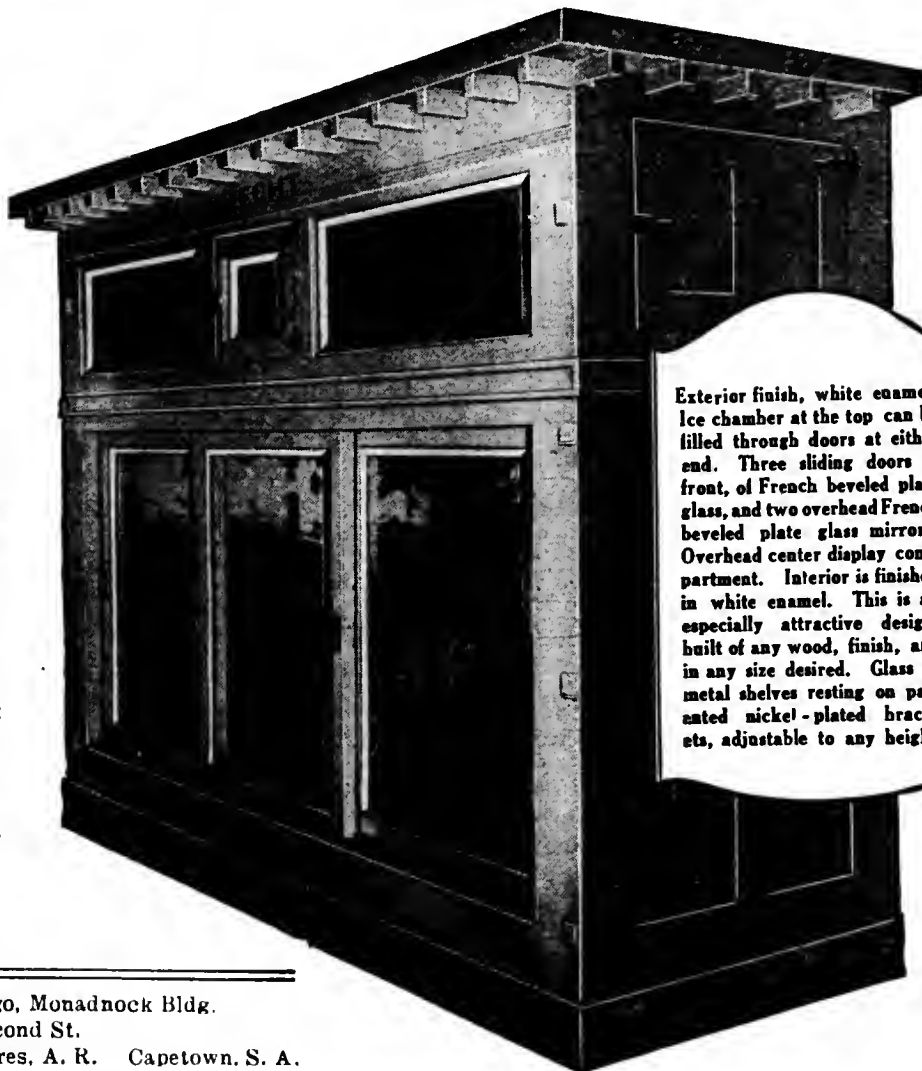 Exterior finish, white ename
Ice chamber at the top can b
filled through doors at eith
end. Three sliding doors
front, of French beveled pla
glass, and two overhead Frenc
beveled plate glass mirror
Overhead center display com
partment. Interior is finishe
in white enamel. This is a
especially attractive desig
built of any wood, finish, an
in any size desired. Glass
metal shelves resting on pa
ented nickel-plated brac
ets, adjustable to any heigh
go, Monadnock Bldg.
cond St.
res, A. R. Capetown, S. A.